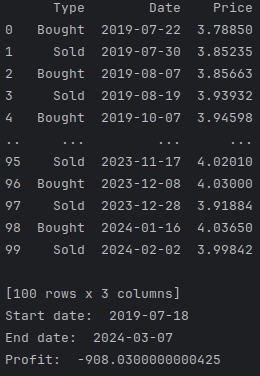 Type Date Price
0 Bought 2019-07-22 3.78850
1 Sold 2019-07-30 3.85235
2 Bought 2019-08-07 3.85663
3 Sold 2019-08-19 3.93932
4 Bought 2019-10-07 3.94598
.. ... ... ...
95 Sold 2023-11-17 4.02010
96 Bought 2023-12-08 4.03000
97 Sold 2023-12-28 3.91884
98 Bought 2024-01-16 4.03650
99 Sold 2024-02-02 3.99842
[100 rows x 3 columns]
Start date:  2019-07-18
End date:  2024-03-07
Profit:  -908.0300000000425